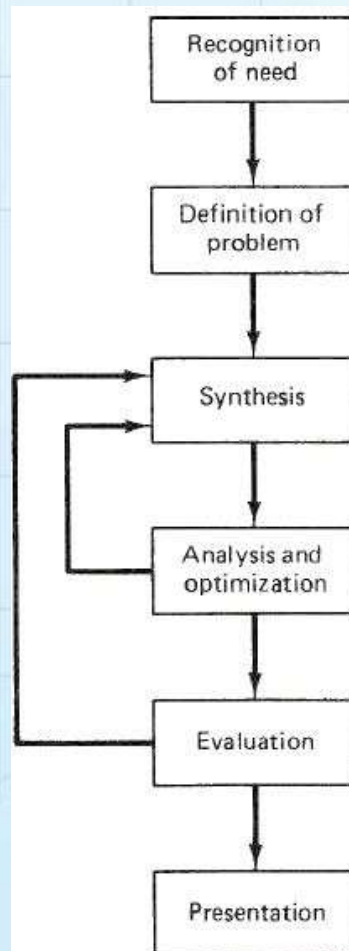 Recognition
of need
Definition of
problem
Synthesis
Analysis and
optimization
Evaluation
Presentation